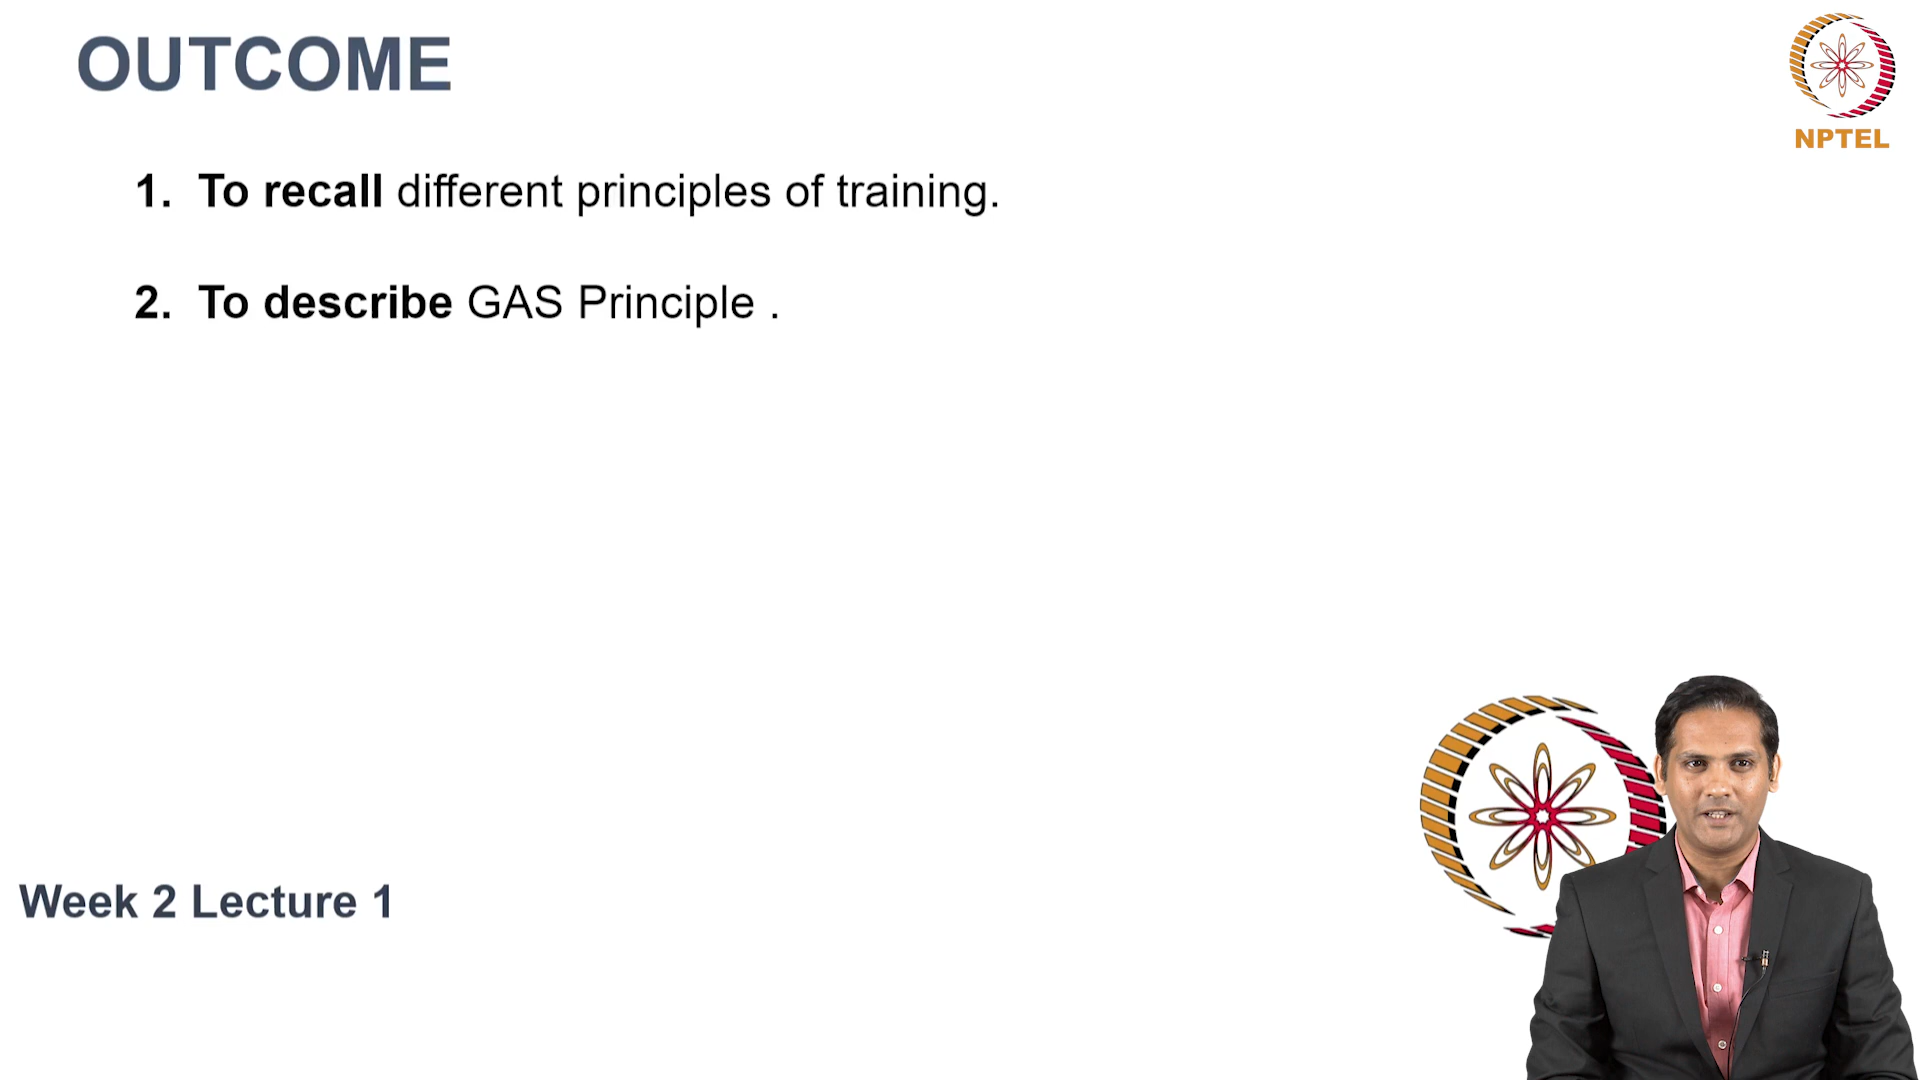 OUTCOME
NPTEL
1. To recall different principles of training.
2. To describe GAS Principle .
Week 2 Lecture 1